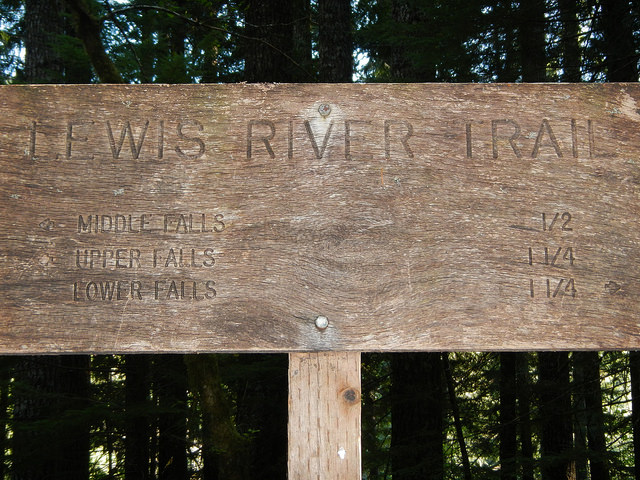 LEWIS RIVER TRAIL
MIDDLE FALLS 1/2
UPPER FALLS 1 1/4
LOWER FALLS 1 1/4